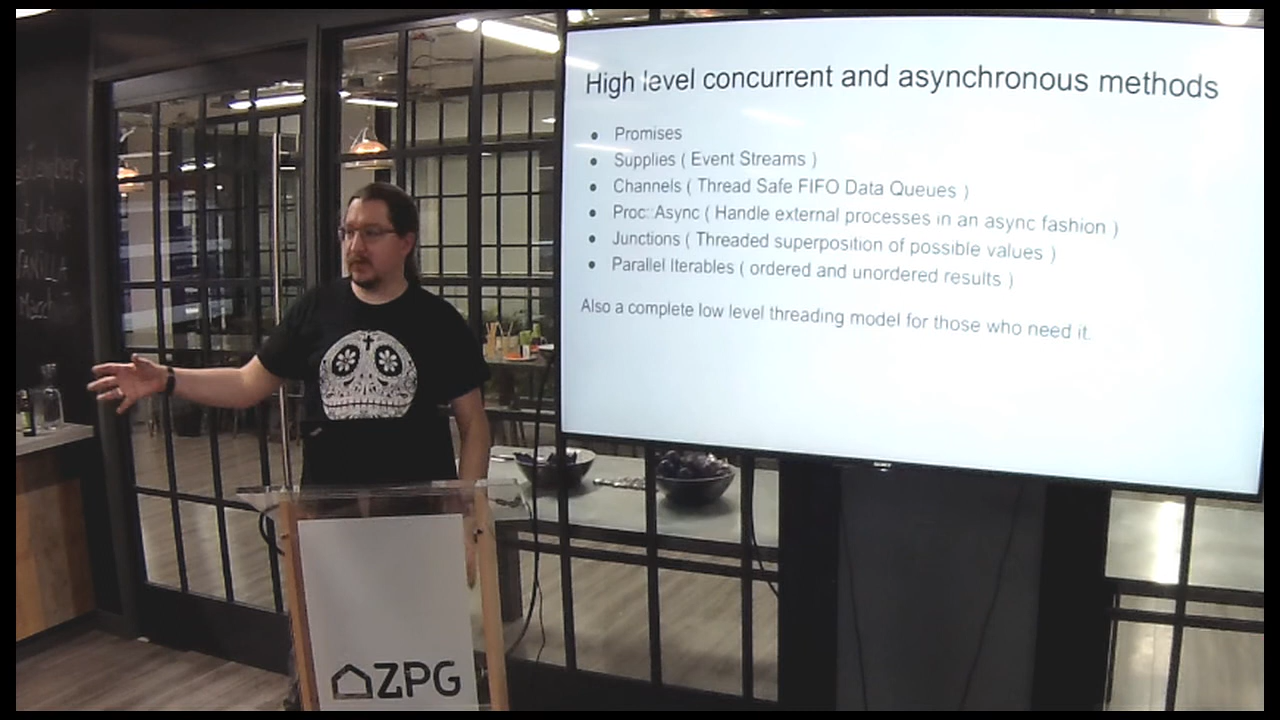 High level concurrent and asynchronous methods
● Promises
● Supplies ( Event Streams )
● Channels ( Thread Safe FIFO Data Queues )
● Proc::Async ( Handle external processes in an async fashion )
● Junctions ( Threaded superposition of possible values )
● Parallel Iterables ( ordered and unordered results )
Also a complete low level threading model for those who need it.
SONY
ZPG